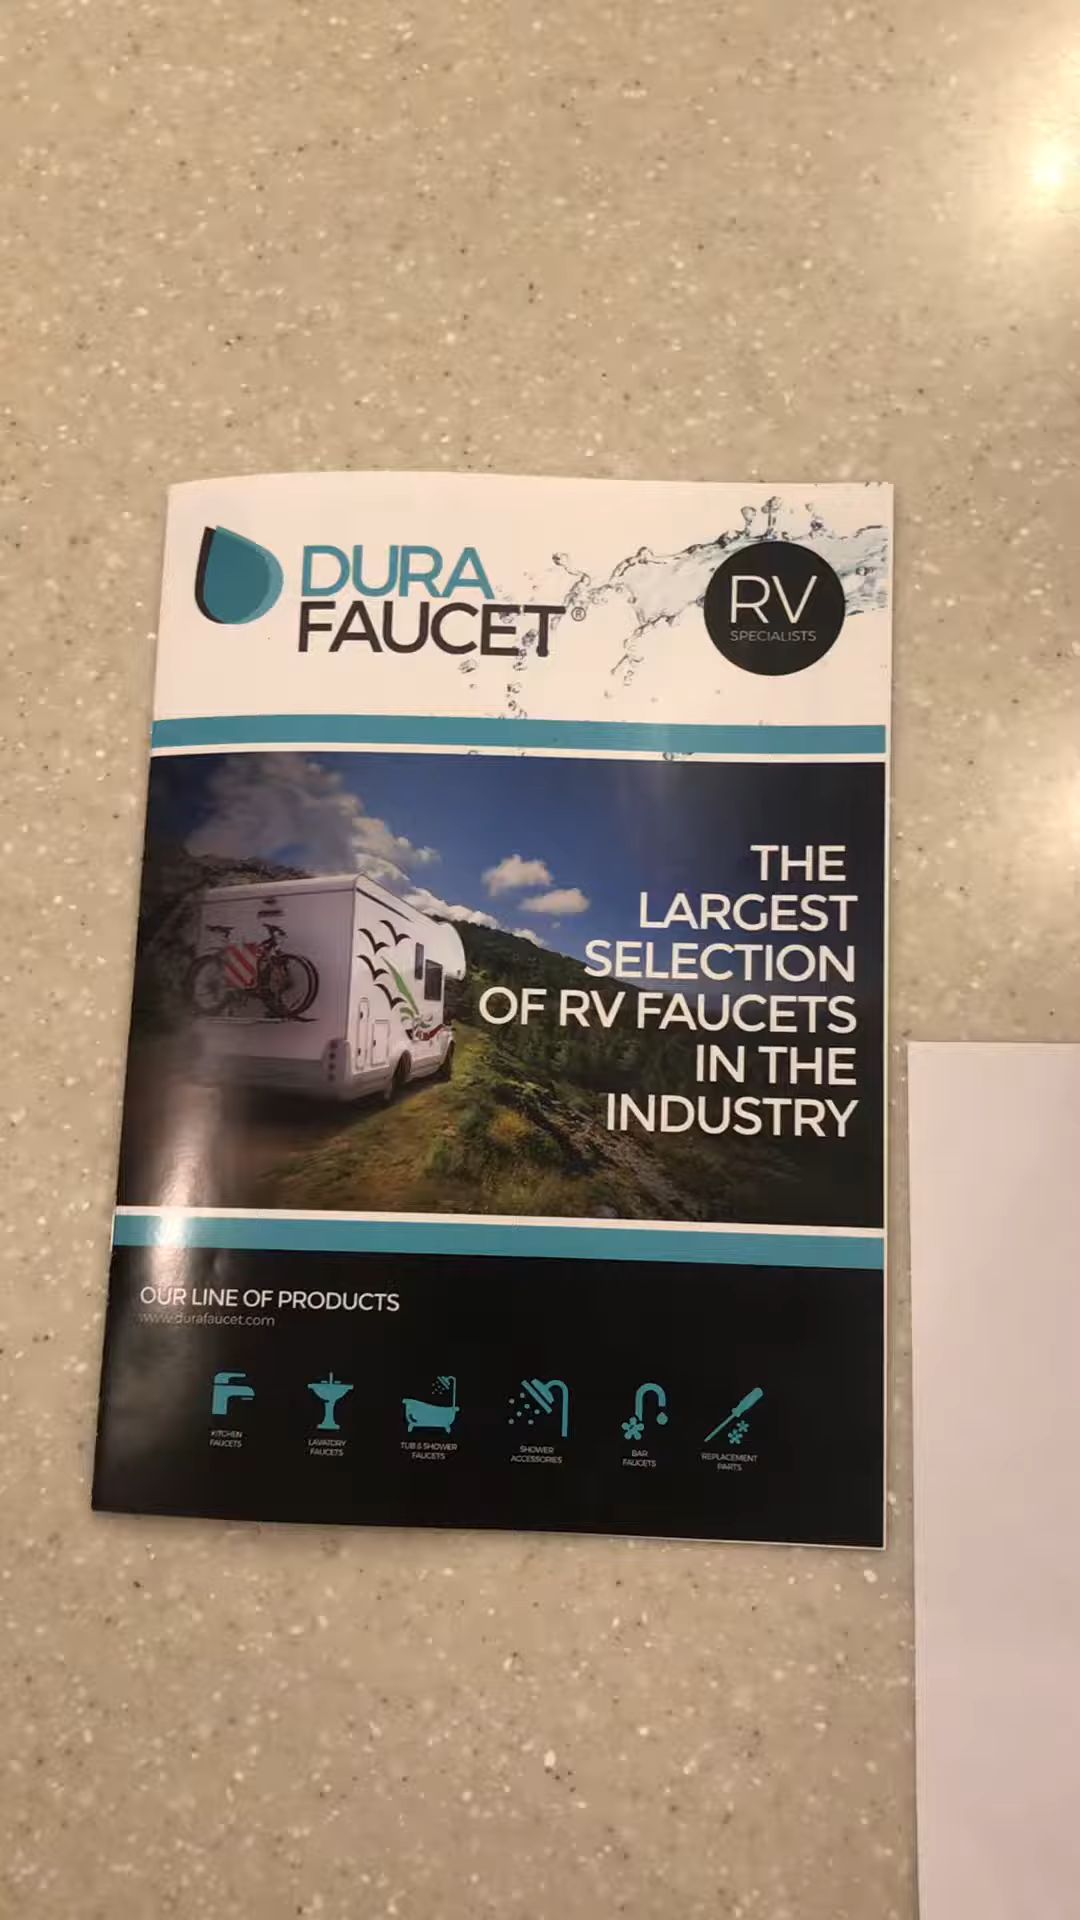 DURA
FAUCET®
RV
SPECIALISTS
THE
LARGEST
SELECTION
OF RV FAUCETS
IN THE
INDUSTRY
OUR LINE OF PRODUCTS
www.durafaucet.com
KITCHEN
FAUCETS
LAVATORY
FAUCETS
TUB & SHOWER
FAUCETS
SHOWER
ACCESSORIES
BAR
FAUCETS
REPLACEMENT
PARTS